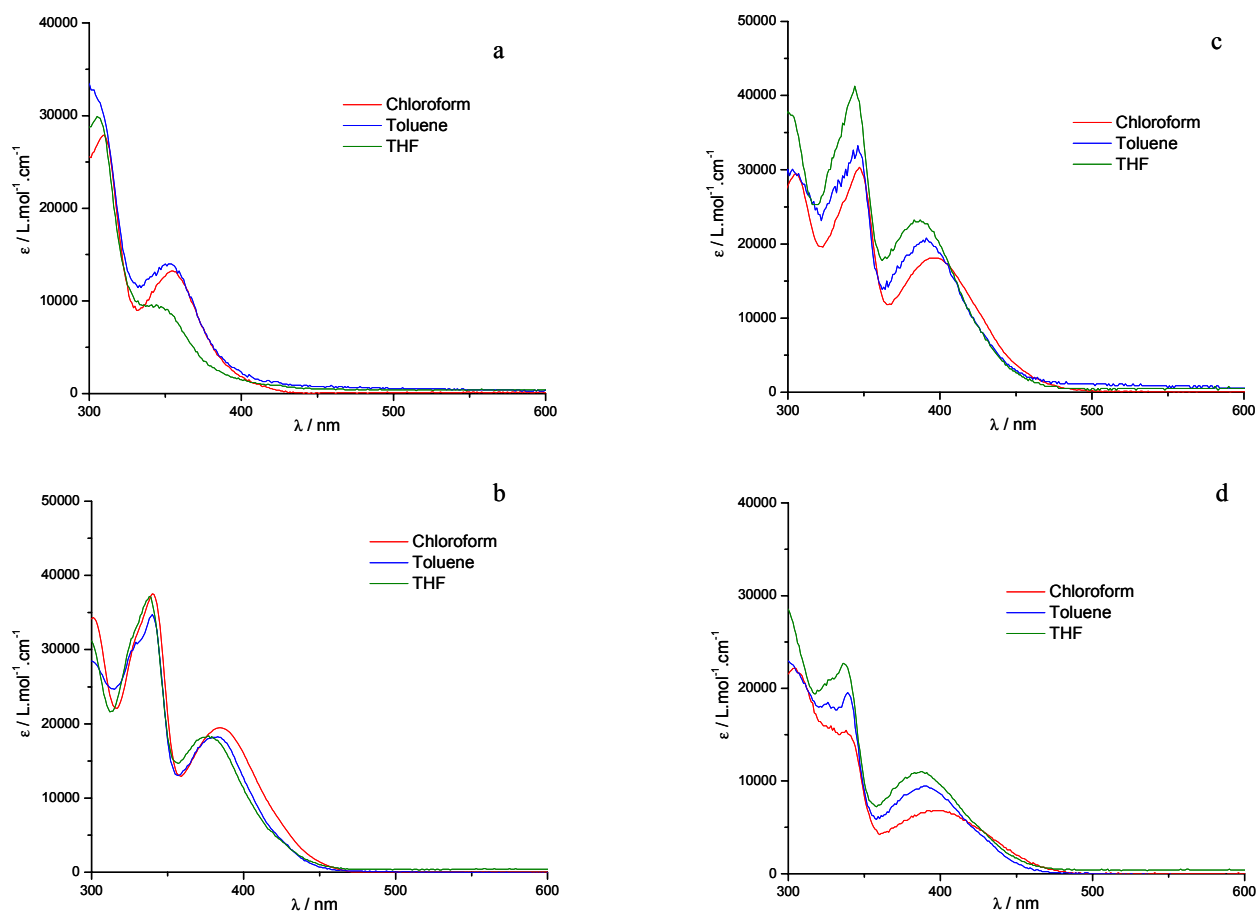 a
40000
30000
20000
10000
0
300 400 500 600
ε / L.mol-1.cm-1
λ / nm
Chloroform
Toluene
THF
c
50000
40000
30000
20000
10000
0
300 400 500 600
ε / L.mol-1.cm-1
λ / nm
Chloroform
Toluene
THF
b
50000
40000
30000
20000
10000
0
300 400 500 600
ε / L.mol-1.cm-1
λ / nm
Chloroform
Toluene
THF
d
40000
30000
20000
10000
0
300 400 500 600
ε / L.mol-1.cm-1
λ / nm
Chloroform
Toluene
THF